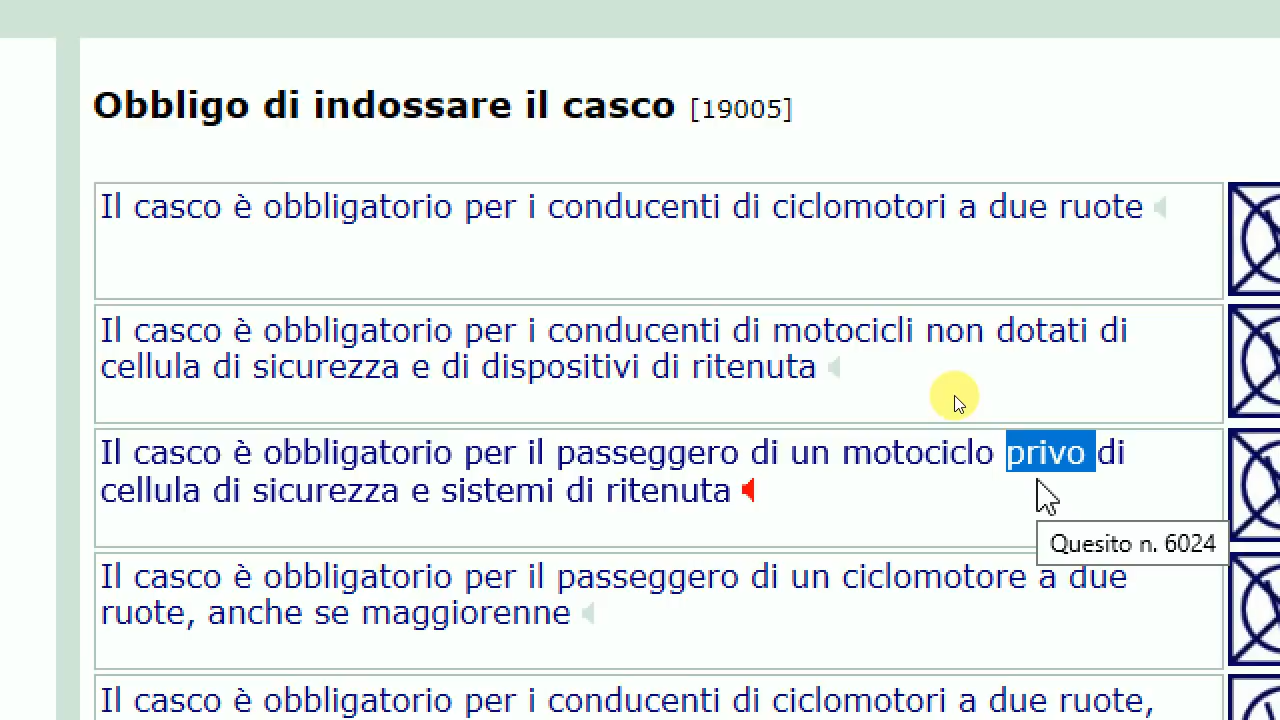 Obbligo di indossare il casco [19005]
Il casco è obbligatorio per i conducenti di ciclomotori a due ruote
Il casco è obbligatorio per i conducenti di motocicli non dotati di
cellula di sicurezza e di dispositivi di ritenuta
Il casco è obbligatorio per il passeggero di un motociclo privo di
cellula di sicurezza e sistemi di ritenuta
Quesito n. 6024
Il casco è obbligatorio per il passeggero di un ciclomotore a due
ruote, anche se maggiorenne
Il casco è obbligatorio per i conducenti di ciclomotori a due ruote,